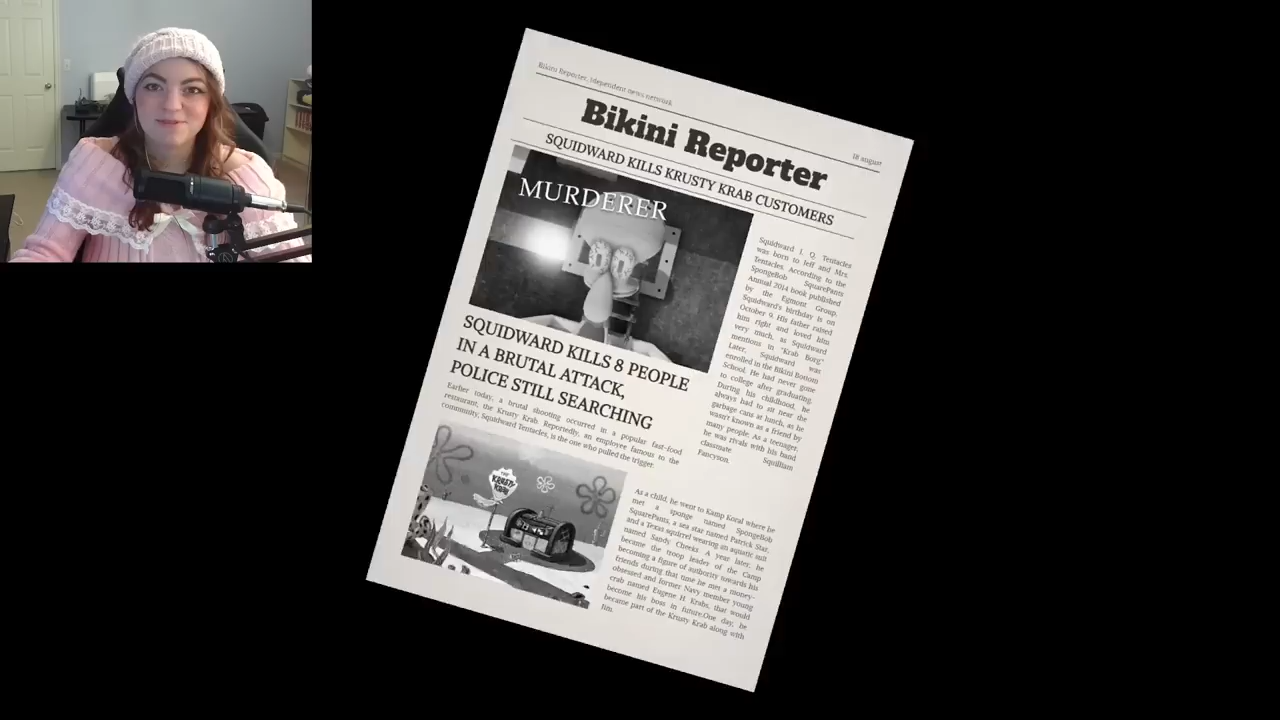 Bikini Reporter, Idependent news network
Bikini Reporter
18 august
SQUIDWARD KILLS KRUSTY KRAB CUSTOMERS
MURDERER
SQUIDWARD KILLS 8 PEOPLE
IN A BRUTAL ATTACK,
POLICE STILL SEARCHING
Earlier today, a brutal shooting occurred in a popular fast-food
restaurant, the Krusty Krab. Reportedly, an employee famous to the
community, Squidward Tentacles, is the one who pulled the trigger.
THE
KRUSTY
KRAB
Squidward J. Q. Tentacles
was born to Jeff and Mrs.
Tentacles. According to the
SpongeBob SquarePants
Annual 2014 book published
by the Egmont Group,
Squidward's birthday is on
October 9. His father raised
him right and loved him
very much, as Squidward
mentions in "Krab Borg"
Later, Squidward was
enrolled in the Bikini Bottom
School. He had never gone
to college after graduating.
During his childhood, he
always had to sit near the
garbage cans at lunch, as he
wasn't known as a friend by
many people. As a teenager,
he was rivals with his band
classmate Squilliam
Fancyson.
As a child, he went to Kamp Koral where he
met a sponge named SpongeBob
SquarePants, a sea star named Patrick Star,
and a Texas squirrel wearing an aquatic suit
named Sandy Cheeks. A year later, he
became the troop leader of the Camp
becoming a figure of authority towards his
friends during that time he met a money-
obsessed and former Navy member young
crab named Eugene H. Krabs, that would
become his boss in future.One day, he
became part of the Krusty Krab along with
him.